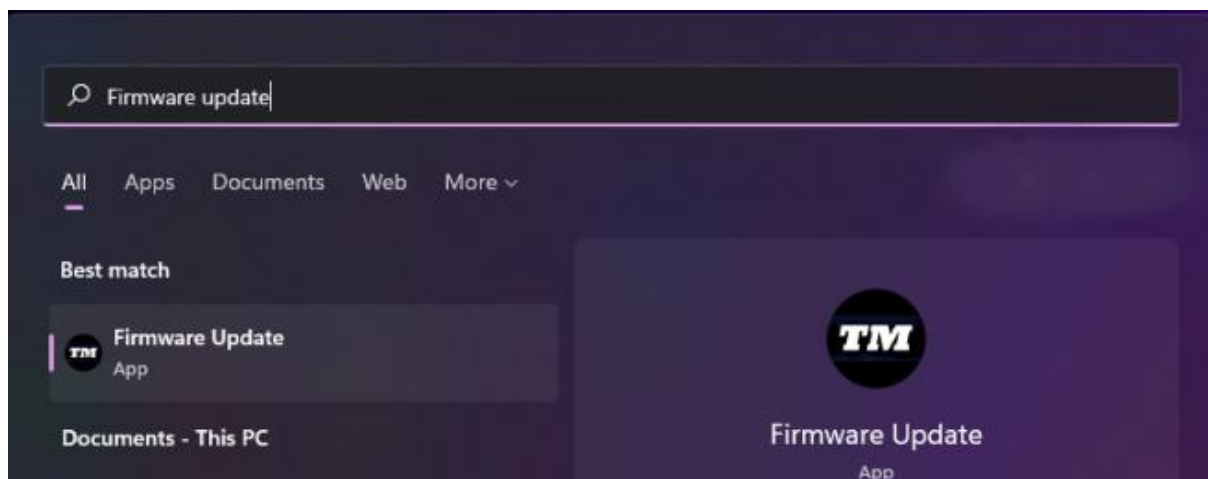 Firmware update
All Apps Documents Web More
Best match
TM
Firmware Update
App
Documents - This PC
TM
Firmware Update
App